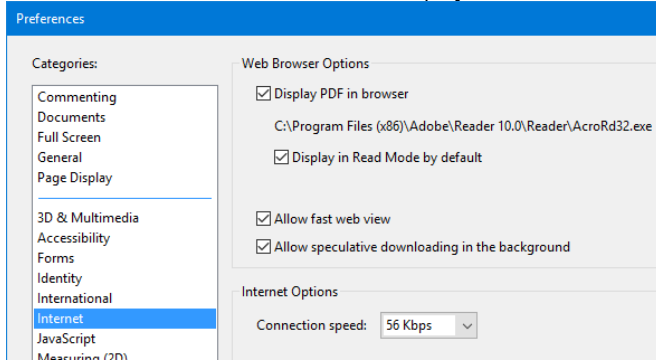 Preferences
Categories:
Commenting
Documents
Full Screen
General
Page Display
3D & Multimedia
Accessibility
Forms
Identity
International
Internet
JavaScript
Measuring (2D)
Web Browser Options
Display PDF in browser
C:\Program Files (x86)\Adobe\Reader 10.0\Reader\AcroRd32.exe
Display in Read Mode by default
Allow fast web view
Allow speculative downloading in the background
Internet Options
Connection speed: 56 Kbps